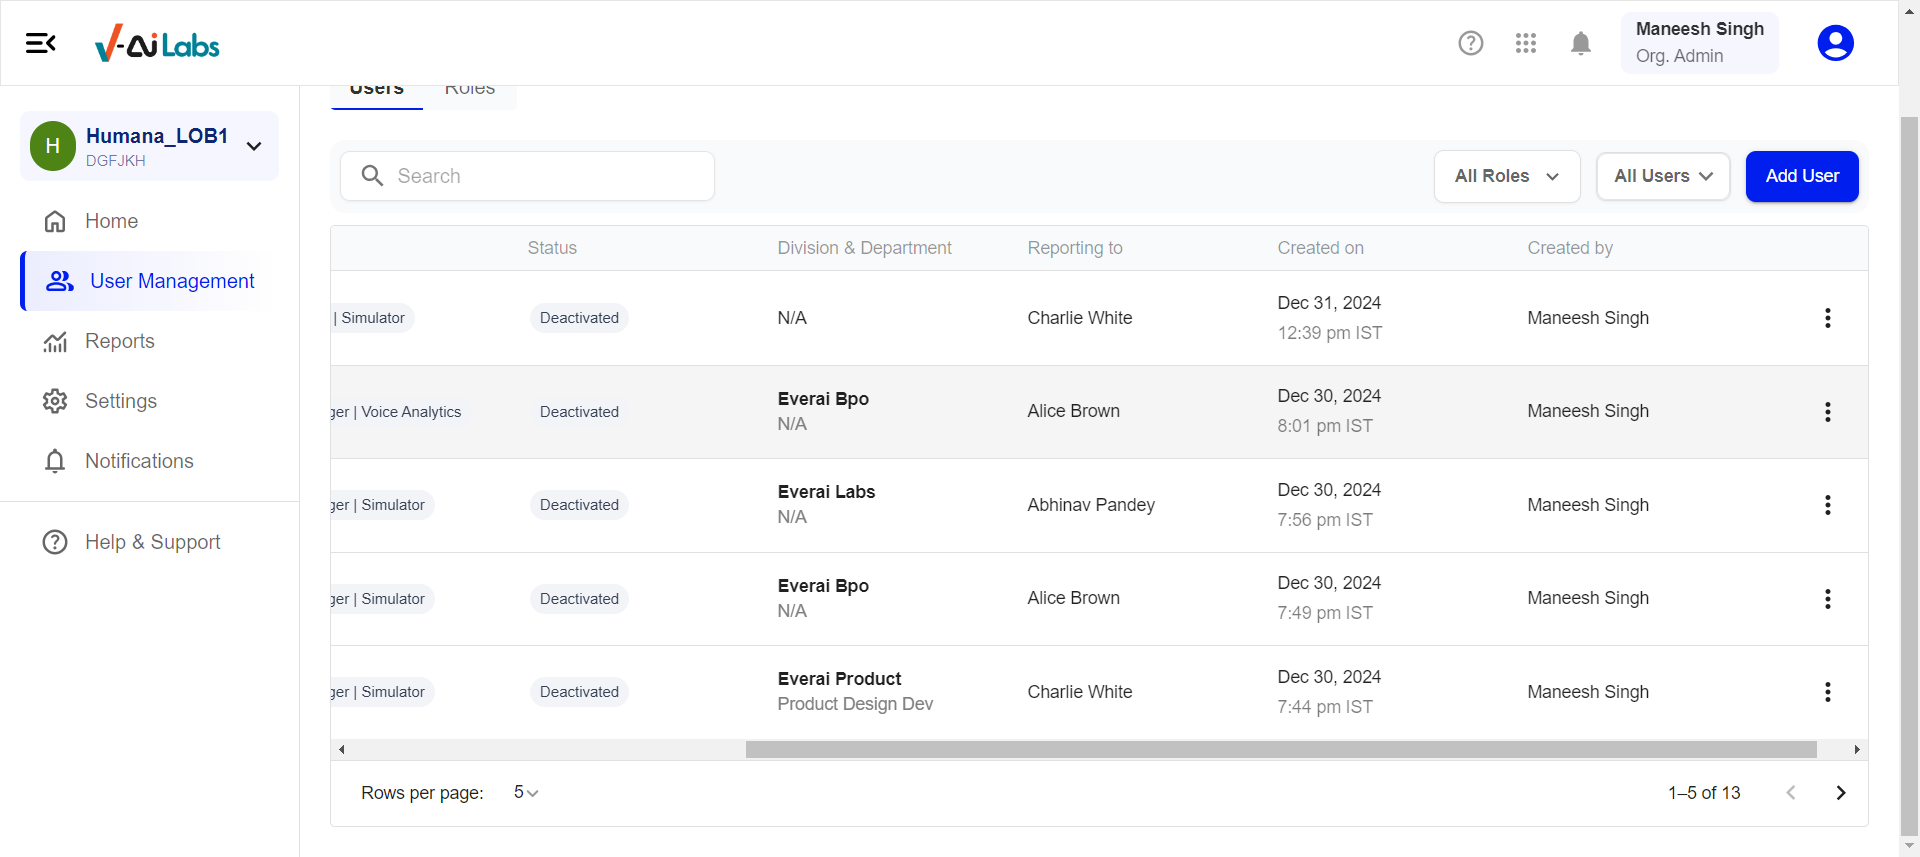 V-Ai Labs
Maneesh Singh
Org. Admin
Users Roles
H
Humana_LOB1
DGFJKH
Home
User Management
Reports
Settings
Notifications
Help & Support
Search
All Roles
All Users
Add User
Status Division & Department Reporting to Created on Created by
| Simulator Deactivated N/A Charlie White Dec 31, 2024 Maneesh Singh
12:39 pm IST
ger | Voice Analytics Deactivated Everai Bpo Alice Brown Dec 30, 2024 Maneesh Singh
N/A 8:01 pm IST
ger | Simulator Deactivated Everai Labs Abhinav Pandey Dec 30, 2024 Maneesh Singh
N/A 7:56 pm IST
ger | Simulator Deactivated Everai Bpo Alice Brown Dec 30, 2024 Maneesh Singh
N/A 7:49 pm IST
ger | Simulator Deactivated Everai Product Charlie White Dec 30, 2024 Maneesh Singh
Product Design Dev 7:44 pm IST
Rows per page: 5 1–5 of 13